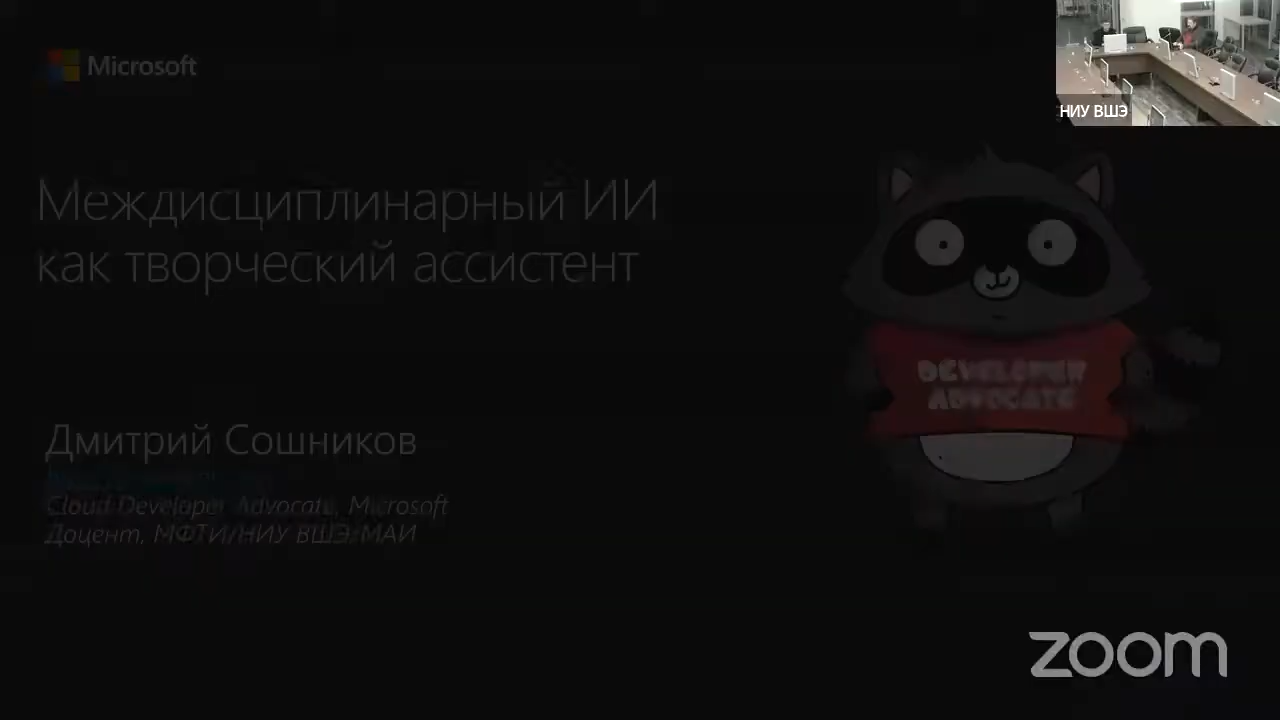 Microsoft
НИУ ВШЭ
Междисциплинарный ИИ
как творческий ассистент
DEVELOPER
ADVOCATE
Дмитрий Сошников
Cloud Developer Advocate, Microsoft
Доцент, МФТИ/НИУ ВШЭ/МАИ
zoom